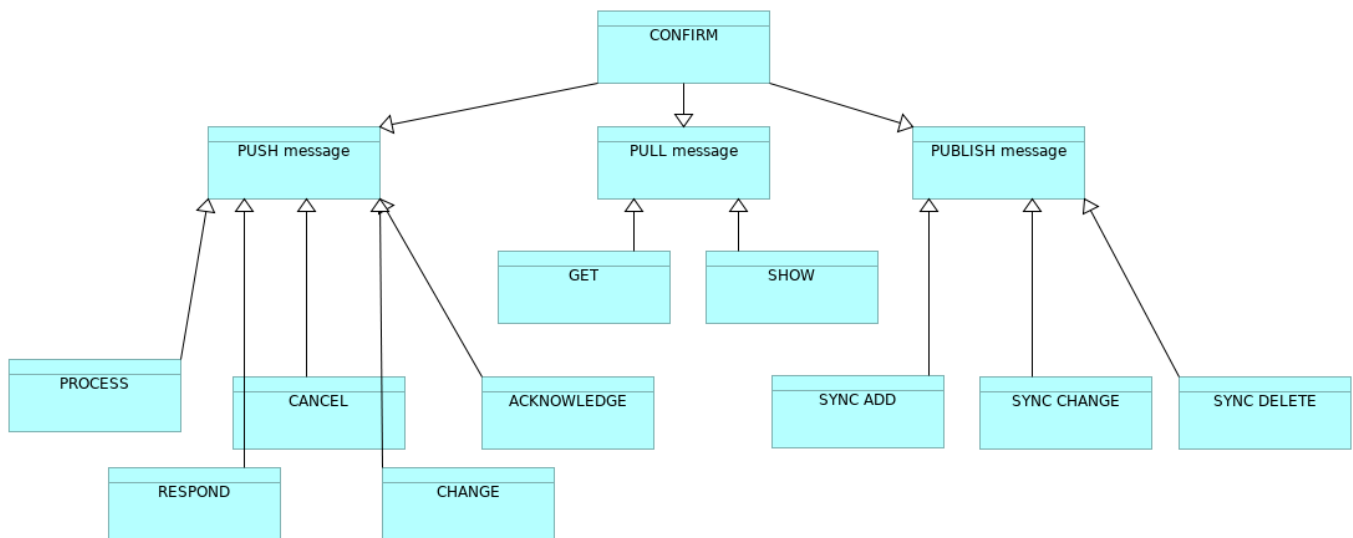 CONFIRM
PUSH message
PULL message
PUBLISH message
GET
SHOW
PROCESS
CANCEL
ACKNOWLEDGE
SYNC ADD
SYNC CHANGE
SYNC DELETE
RESPOND
CHANGE